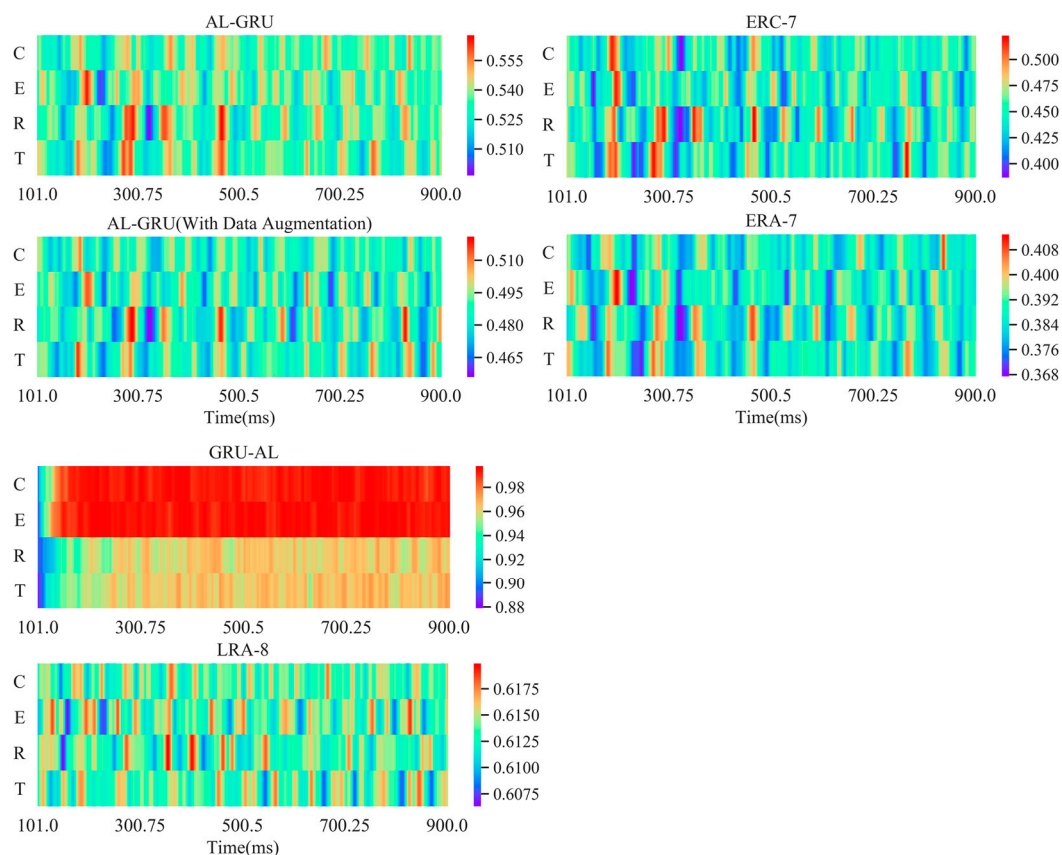 AL-GRU
C
E
R
T
0.555
0.540
0.525
0.510
101.0 300.75 500.5 700.25 900.0
ERC-7
C
E
R
T
0.500
0.475
0.450
0.425
0.400
101.0 300.75 500.5 700.25 900.0
AL-GRU(With Data Augmentation)
C
E
R
T
0.510
0.495
0.480
0.465
101.0 300.75 500.5 700.25 900.0
Time(ms)
ERA-7
C
E
R
T
0.408
0.400
0.392
0.384
0.376
0.368
101.0 300.75 500.5 700.25 900.0
Time(ms)
GRU-AL
C
E
R
T
0.98
0.96
0.94
0.92
0.90
0.88
101.0 300.75 500.5 700.25 900.0
LRA-8
C
E
R
T
0.6175
0.6150
0.6125
0.6100
0.6075
101.0 300.75 500.5 700.25 900.0
Time(ms)